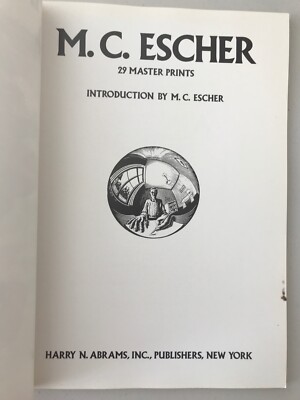 M. C. ESCHER
29 MASTER PRINTS
INTRODUCTION BY M. C. ESCHER
HARRY N. ABRAMS, INC., PUBLISHERS, NEW YORK